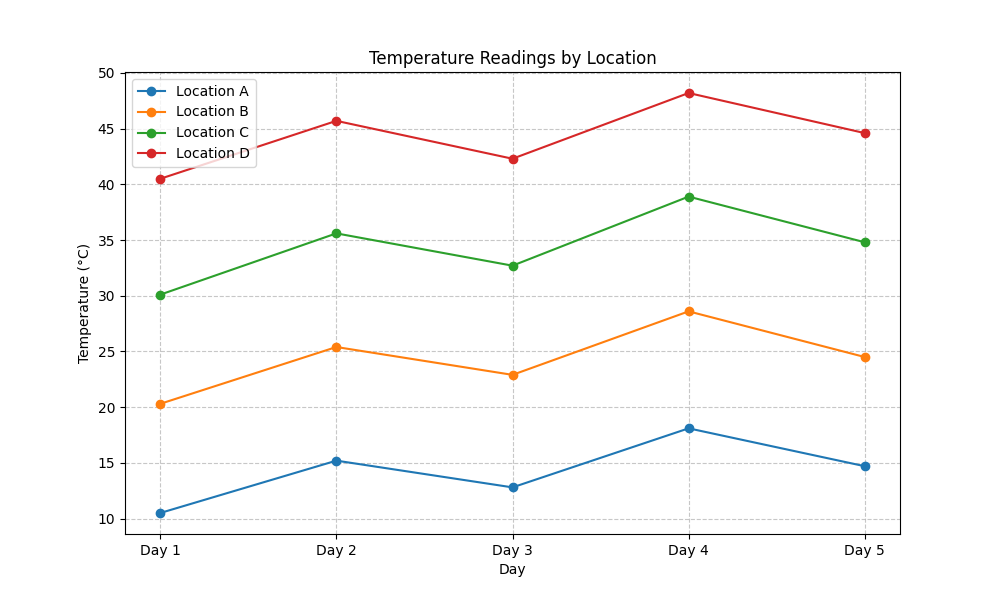 Temperature Readings by Location
Location A
Location B
Location C
Location D
Temperature (°C)
50
45
40
35
30
25
20
15
10
Day 1 Day 2 Day 3 Day 4 Day 5
Day